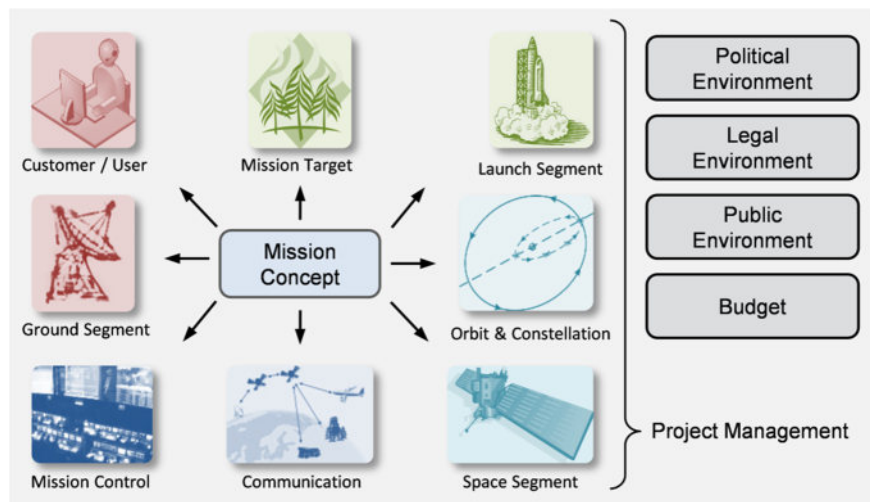 Customer / User
Mission Target
Launch Segment
Mission
Concept
Ground Segment
Orbit & Constellation
Mission Control
Communication
Space Segment
Political
Environment
Legal
Environment
Public
Environment
Budget
Project Management